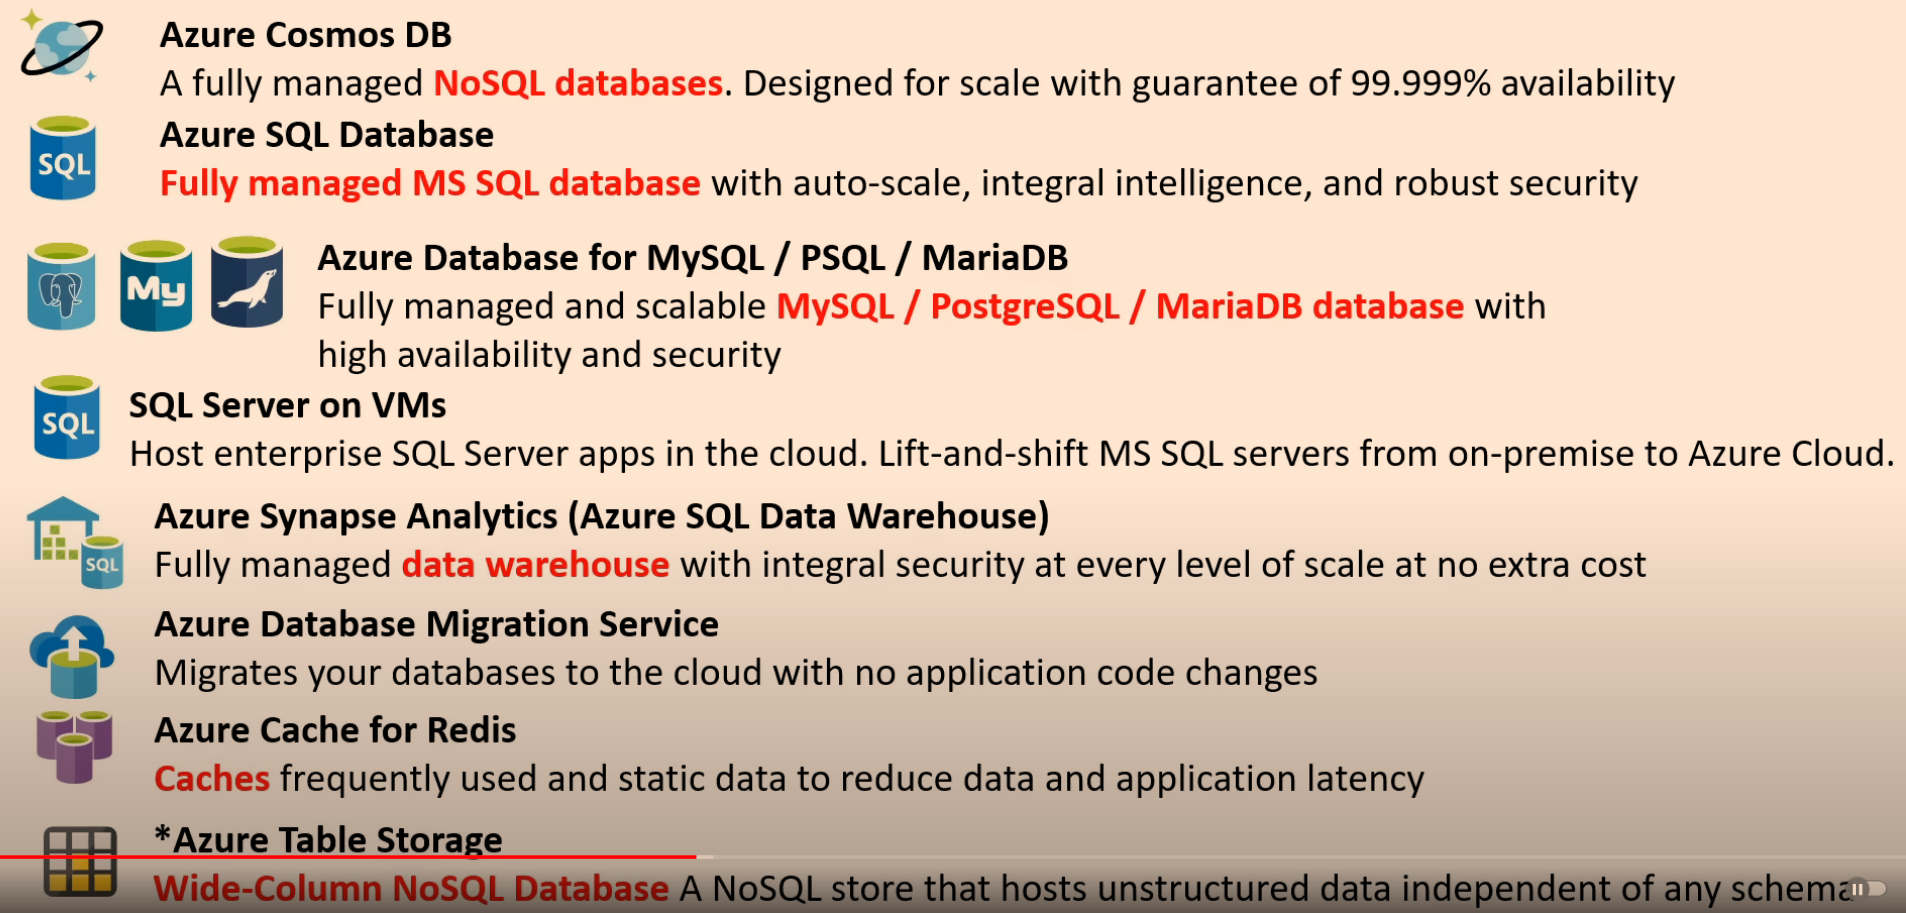 Azure Cosmos DB
A fully managed NoSQL databases. Designed for scale with guarantee of 99.999% availability
SQL
Azure SQL Database
Fully managed MS SQL database with auto-scale, integral intelligence, and robust security
My
Azure Database for MySQL / PSQL / MariaDB
Fully managed and scalable MySQL / PostgreSQL / MariaDB database with
high availability and security
SQL
SQL Server on VMs
Host enterprise SQL Server apps in the cloud. Lift-and-shift MS SQL servers from on-premise to Azure Cloud.
SQL
Azure Synapse Analytics (Azure SQL Data Warehouse)
Fully managed data warehouse with integral security at every level of scale at no extra cost
Azure Database Migration Service
Migrates your databases to the cloud with no application code changes
Azure Cache for Redis
Caches frequently used and static data to reduce data and application latency
*Azure Table Storage
Wide-Column NoSQL Database A NoSQL store that hosts unstructured data independent of any schema